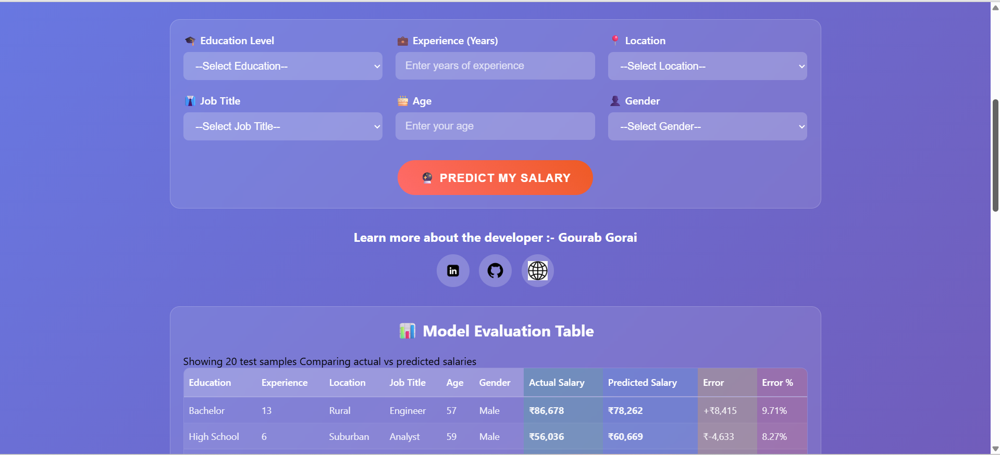 Education Level
Experience (Years)
Location
--Select Education--
Enter years of experience
--Select Location--
Job Title
Age
Gender
--Select Job Title--
Enter your age
--Select Gender--
PREDICT MY SALARY
Learn more about the developer :- Gourab Gorai
in
Model Evaluation Table
Showing 20 test samples Comparing actual vs predicted salaries
Education Experience Location Job Title Age Gender Actual Salary Predicted Salary Error Error %
Bachelor 13 Rural Engineer 57 Male ₹86,678 ₹78,262 +₹8,415 9.71%
High School 6 Suburban Analyst 59 Male ₹56,036 ₹60,669 ₹-4,633 8.27%